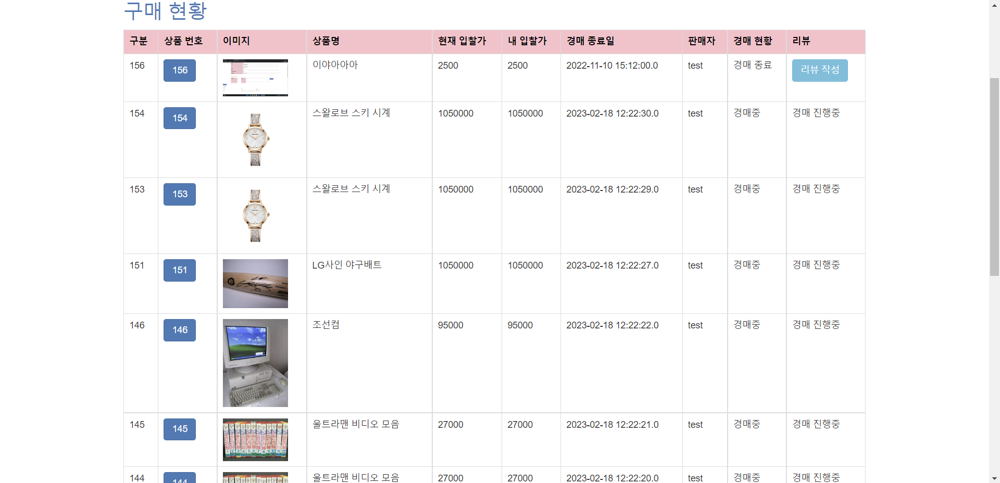 구매 현황
구분 상품 번호 이미지 상품명 현재 입찰가 내 입찰가 경매 종료일 판매자 경매 현황 리뷰
156 156 이야아아아 2500 2500 2022-11-10 15:12:00.0 test 경매 종료 리뷰 작성
154 154 스왈로브 스키 시계 1050000 1050000 2023-02-18 12:22:30.0 test 경매중 경매 진행중
153 153 스왈로브 스키 시계 1050000 1050000 2023-02-18 12:22:29.0 test 경매중 경매 진행중
151 151 LG사인 야구배트 1050000 1050000 2023-02-18 12:22:27.0 test 경매중 경매 진행중
146 146 조선컴 95000 95000 2023-02-18 12:22:22.0 test 경매중 경매 진행중
145 145 울트라맨 비디오 모음 27000 27000 2023-02-18 12:22:21.0 test 경매중 경매 진행중
144 144 울트라맨 비디오 모음 27000 27000 2023-02-18 12:22:20.0 test 경매중 경매 진행중